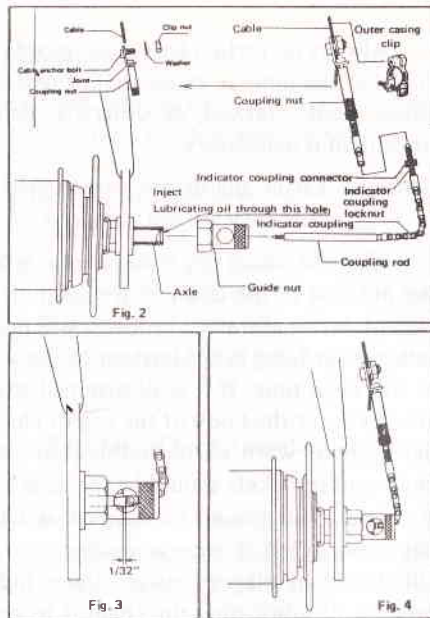 Cable
Clip nut
Washer
Cable anchor bolt
Joint
Coupling nut
Cable
Outer casing
clip
Coupling nut
Indicator coupling connector
Indicator
coupling
locknut
Inject
Lubricating oil through this hole
Indicator coupling
Coupling rod
Axle
Guide nut
Fig. 2
1/32"
Fig. 3
Fig. 4